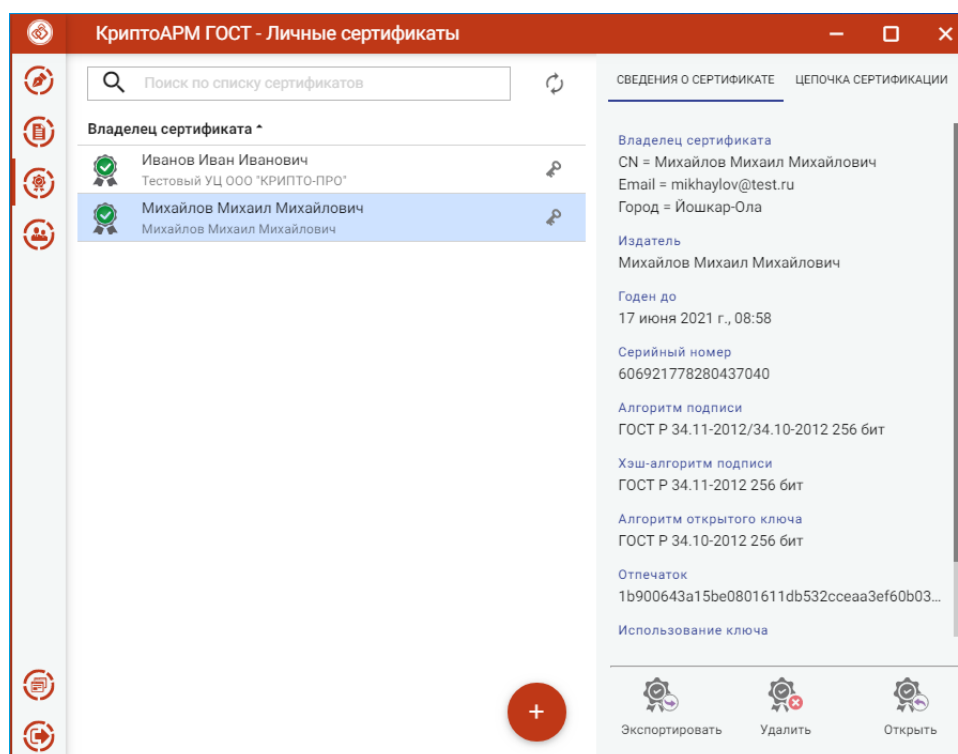 КриптоАРМ ГОСТ - Личные сертификаты
Поиск по списку сертификатов
Владелец сертификата
Иванов Иван Иванович
Тестовый УЦ ООО "КРИПТО-ПРО"
Михайлов Михаил Михайлович
Михайлов Михаил Михайлович
СВЕДЕНИЯ О СЕРТИФИКАТЕ ЦЕПОЧКА СЕРТИФИКАЦИИ
Владелец сертификата
CN = Михайлов Михаил Михайлович
Email = mikhaylov@test.ru
Город = Йошкар-Ола
Издатель
Михайлов Михаил Михайлович
Годен до
17 июня 2021 г., 08:58
Серийный номер
606921778280437040
Алгоритм подписи
ГОСТ Р 34.11-2012/34.10-2012 256 бит
Хэш-алгоритм подписи
ГОСТ Р 34.11-2012 256 бит
Алгоритм открытого ключа
ГОСТ Р 34.10-2012 256 бит
Отпечаток
1b900643a15be0801611db532cceaa3ef60b03...
Использование ключа
Экспортировать Удалить Открыть